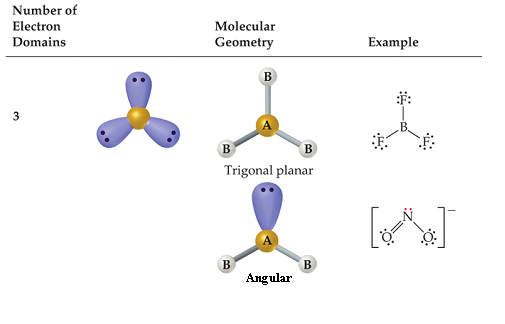 Number of
Electron
Domains
Molecular
Geometry
Example
3
B
A
B
B
Trigonal planar
F
B
F
F
A
B
B
Angular
[N
O
O]−